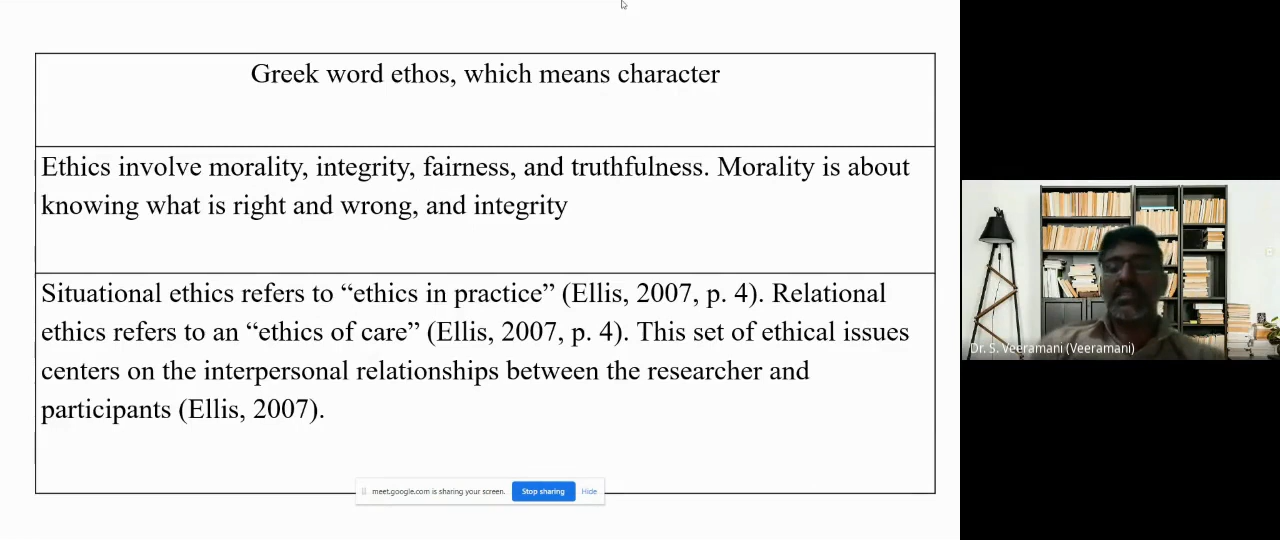 Greek word ethos, which means character
Ethics involve morality, integrity, fairness, and truthfulness. Morality is about
knowing what is right and wrong, and integrity
Situational ethics refers to “ethics in practice” (Ellis, 2007, p. 4). Relational
ethics refers to an “ethics of care” (Ellis, 2007, p. 4). This set of ethical issues
centers on the interpersonal relationships between the researcher and
participants (Ellis, 2007).
meet.google.com is sharing your screen. Stop sharing Hide
Dr. S. Veeramani (Veeramani)